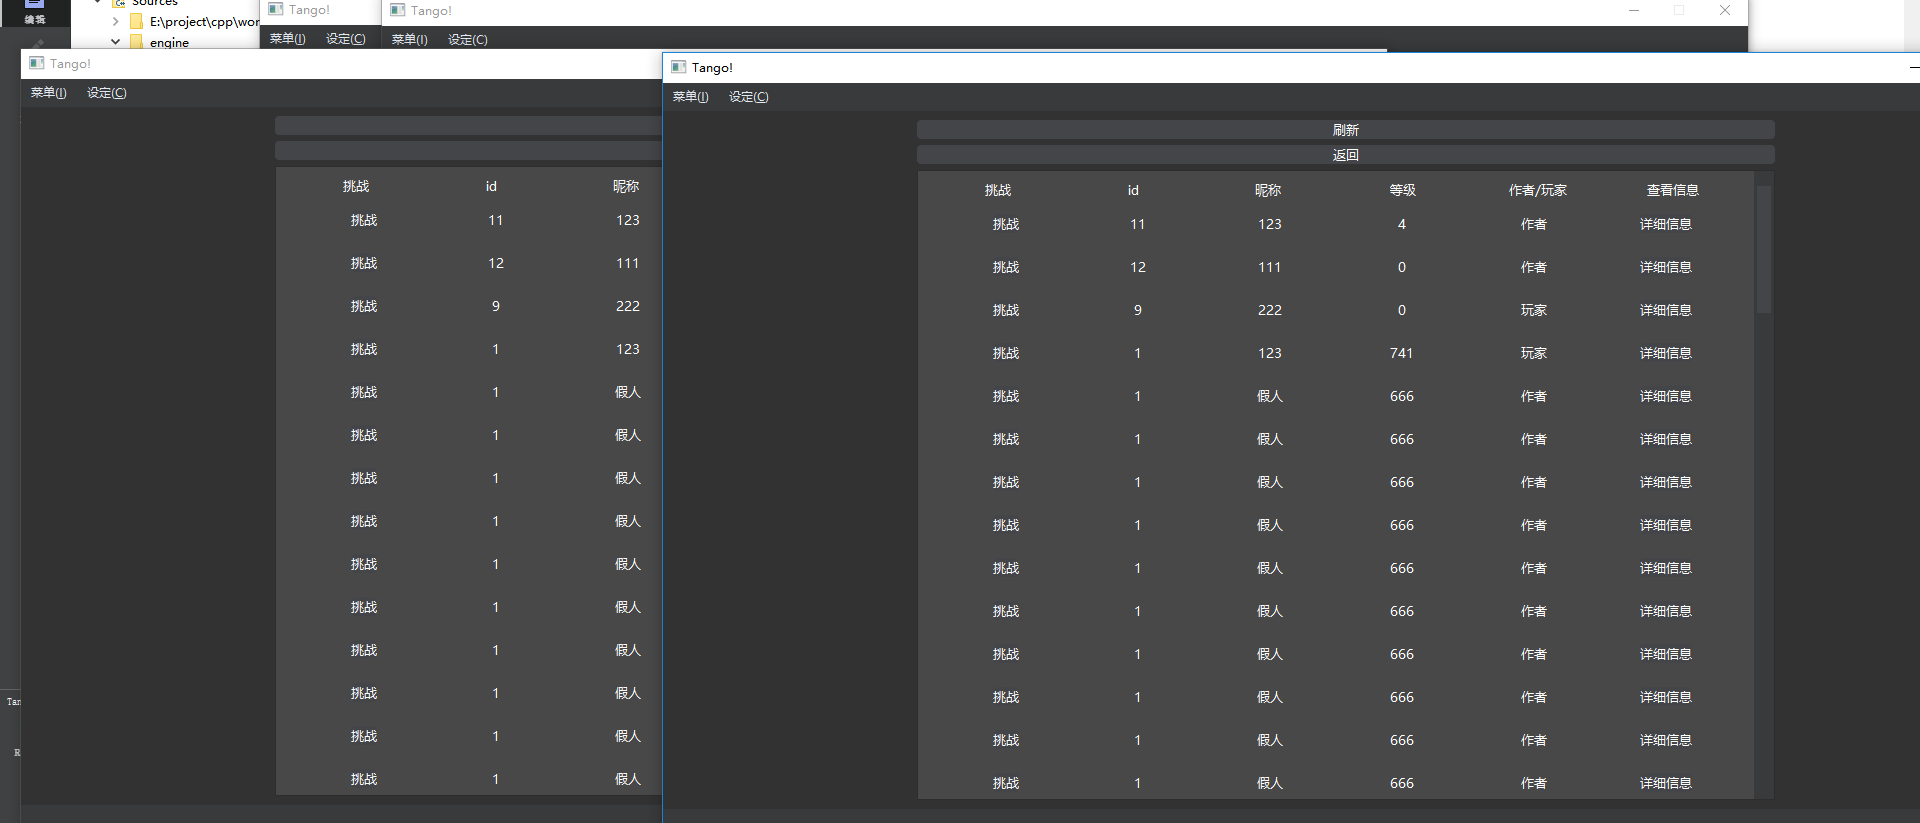 编辑
Sources
E:\project\cpp\wor
engine
Tango!
菜单(I) 设定(C)
Tango!
菜单(I) 设定(C)
Tango!
菜单(I) 设定(C)
挑战 id 昵称
挑战 11 123
挑战 12 111
挑战 9 222
挑战 1 123
挑战 1 假人
挑战 1 假人
挑战 1 假人
挑战 1 假人
挑战 1 假人
挑战 1 假人
挑战 1 假人
挑战 1 假人
挑战 1 假人
挑战 1 假人
Tan
R
Tango!
菜单(I) 设定(C)
刷新
返回
挑战 id 昵称 等级 作者/玩家 查看信息
挑战 11 123 4 作者 详细信息
挑战 12 111 0 作者 详细信息
挑战 9 222 0 玩家 详细信息
挑战 1 123 741 玩家 详细信息
挑战 1 假人 666 作者 详细信息
挑战 1 假人 666 作者 详细信息
挑战 1 假人 666 作者 详细信息
挑战 1 假人 666 作者 详细信息
挑战 1 假人 666 作者 详细信息
挑战 1 假人 666 作者 详细信息
挑战 1 假人 666 作者 详细信息
挑战 1 假人 666 作者 详细信息
挑战 1 假人 666 作者 详细信息
挑战 1 假人 666 作者 详细信息